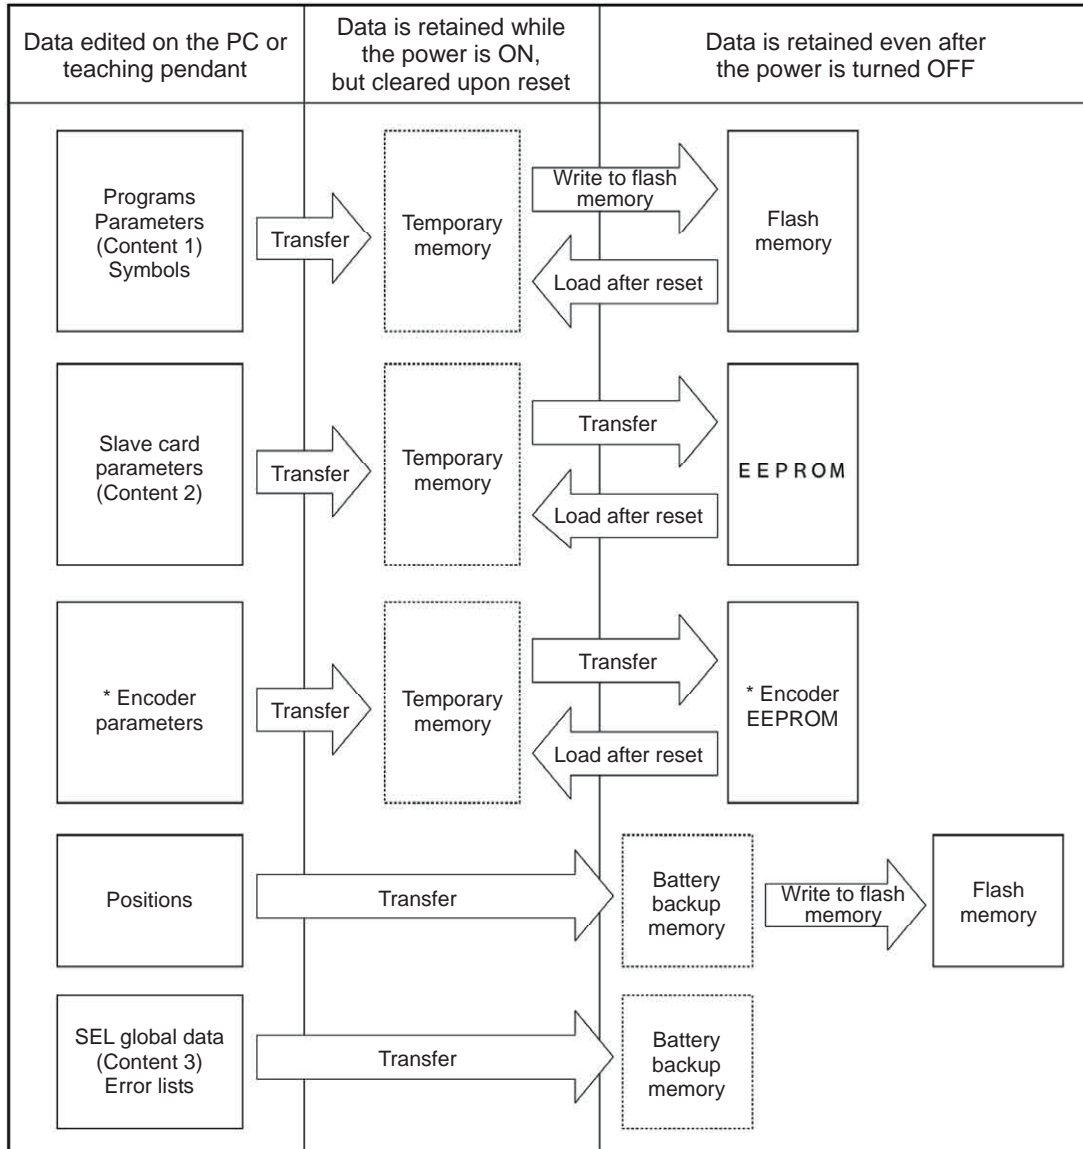 Data edited on the PC or
teaching pendant
Data is retained while
the power is ON,
but cleared upon reset
Data is retained even after
the power is turned OFF
Programs
Parameters
(Content 1)
Symbols
Transfer
Temporary
memory
Write to flash
memory
Load after reset
Flash
memory
Slave card
parameters
(Content 2)
Transfer
Temporary
memory
Transfer
Load after reset
EEPROM
* Encoder
parameters
Transfer
Temporary
memory
Transfer
Load after reset
* Encoder
EEPROM
Positions
Transfer
Battery
backup
memory
Write to flash
memory
Flash
memory
SEL global data
(Content 3)
Error lists
Transfer
Battery
backup
memory